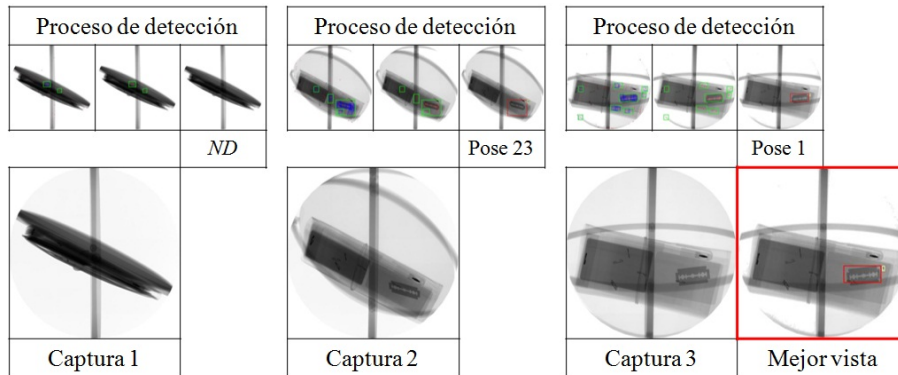 Proceso de detección
Proceso de detección
Proceso de detección
ND
Pose 23
Pose 1
Captura 1
Captura 2
Captura 3
Mejor vista